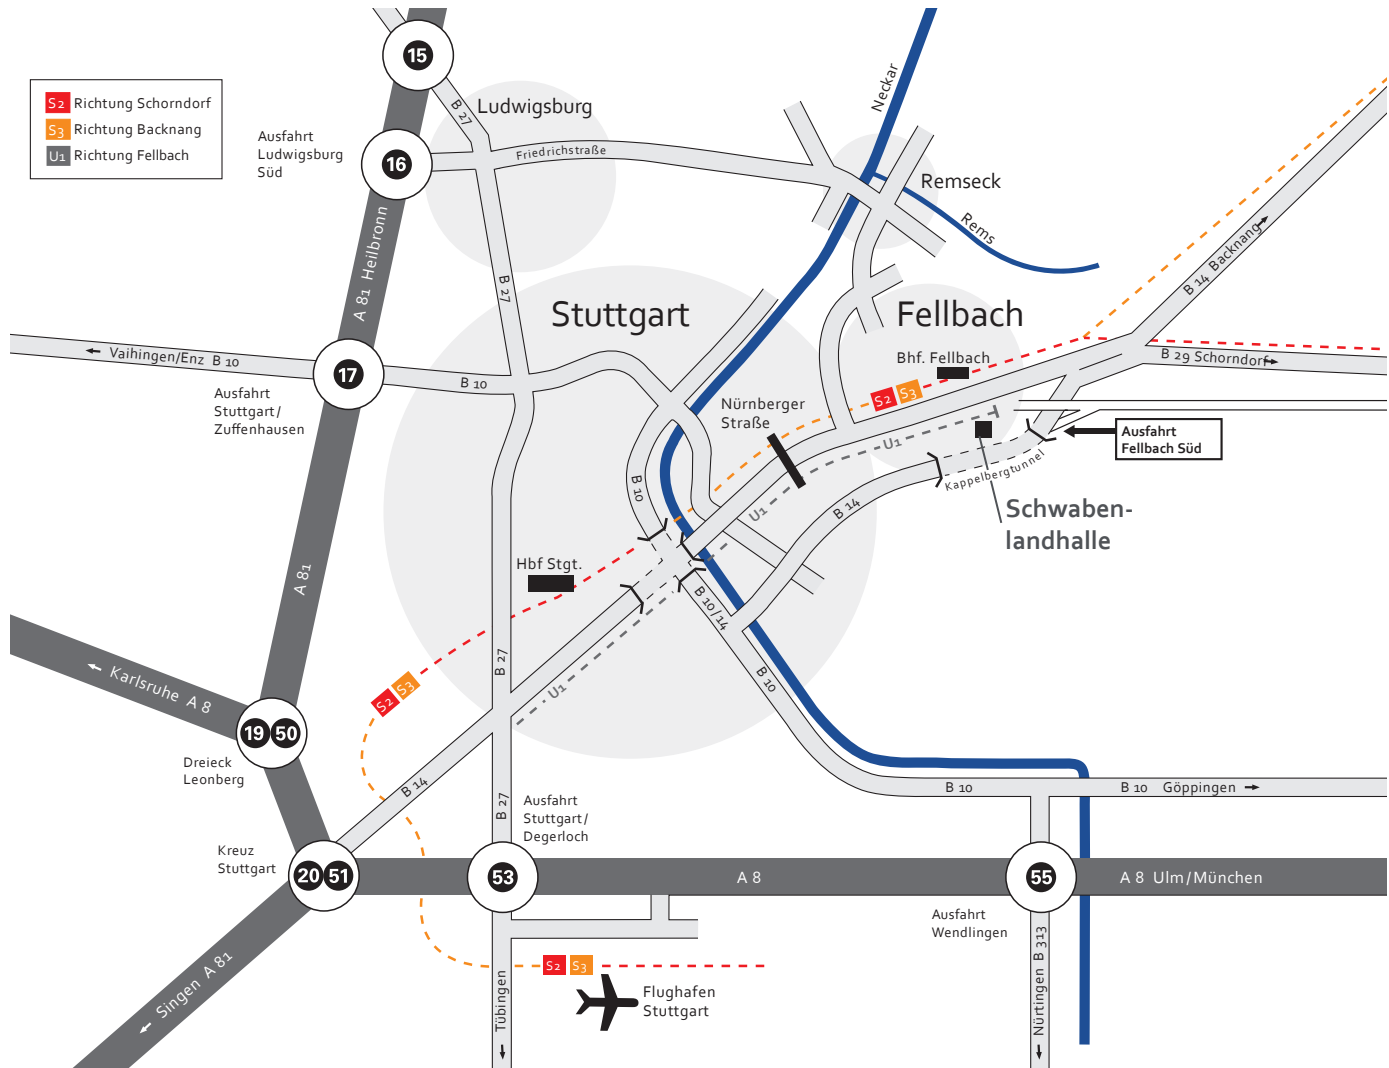 S2 Richtung Schorndorf
S3 Richtung Backnang
U1 Richtung Fellbach
15
B 27
Ludwigsburg
Ausfahrt
Ludwigsburg
Süd
16
Friedrichstraße
Neckar
Remseck
Rems
A 81 Heilbronn
B 27
Stuttgart
Fellbach
B 14 Backnang
Vaihingen/Enz B 10
17
B 10
Ausfahrt
Stuttgart/
Zuffenhausen
Bhf. Fellbach
B 29 Schorndorf
S2 S3
Nürnberger
Straße
U1
Ausfahrt
Fellbach Süd
Kappelbergtunnel
B 10
U1
B 14
Schwaben-
landhalle
Hbf Stgt.
A 81
B 10/14
B 27
B 10
U1
S2 S3
Karlsruhe A 8
19 50
Dreieck
Leonberg
B 14
B 27
Ausfahrt
Stuttgart/
Degerloch
B 10
B 10 Göppingen
Kreuz
Stuttgart
20 51
53
A 8
55
A 8 Ulm/München
Ausfahrt
Wendlingen
Singen A 81
S2 S3
Flughafen
Stuttgart
Tübingen
Nürtingen B 313